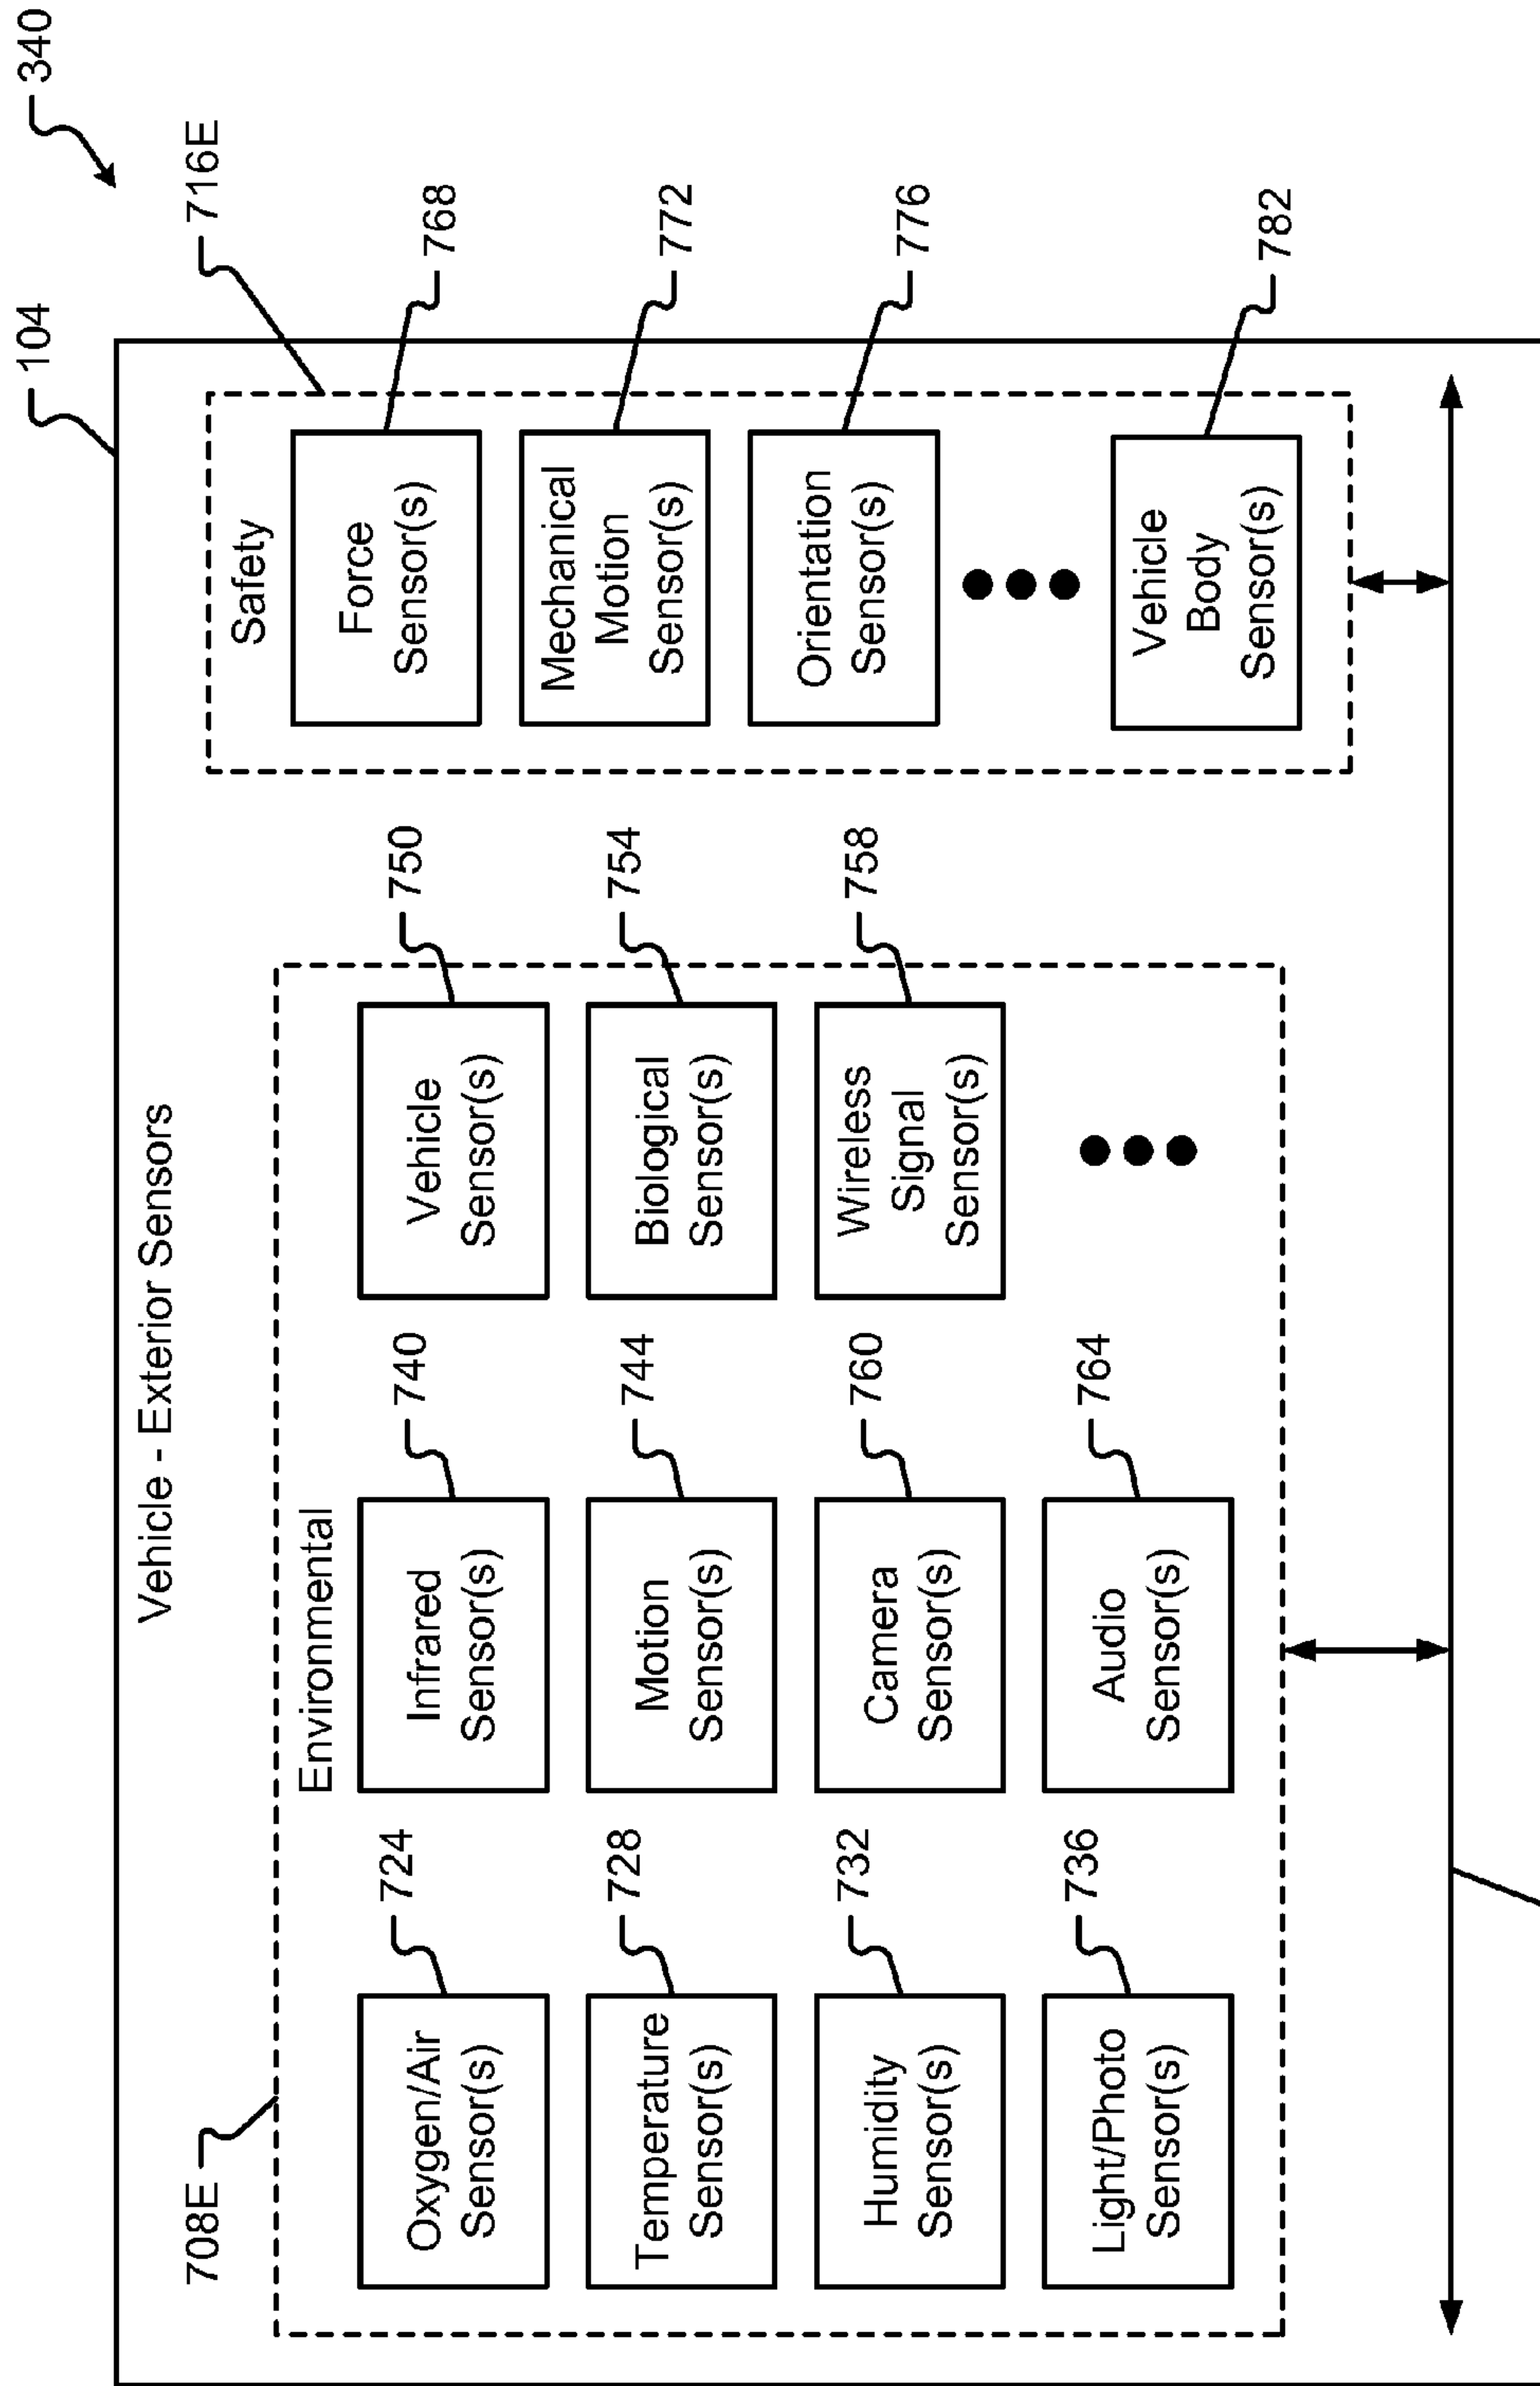 340
104
716E
Vehicle - Exterior Sensors
708E
Environmental
724
Oxygen/Air
Sensor(s)
728
Temperature
Sensor(s)
732
Humidity
Sensor(s)
736
Light/Photo
Sensor(s)
740
Infrared
Sensor(s)
744
Motion
Sensor(s)
760
Camera
Sensor(s)
764
Audio
Sensor(s)
750
Vehicle
Sensor(s)
754
Biological
Sensor(s)
758
Wireless
Signal
Sensor(s)
Safety
768
Force
Sensor(s)
772
Mechanical
Motion
Sensor(s)
776
Orientation
Sensor(s)
782
Vehicle
Body
Sensor(s)